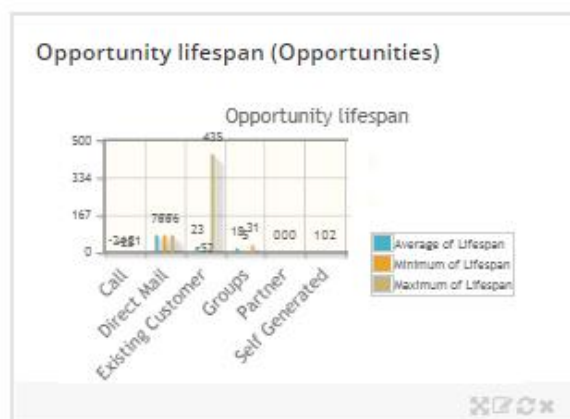 Opportunity lifespan (Opportunities)
Opportunity lifespan
500
334
167
0
435
23
000
102
Call
Direct Mail
Existing Customer
Groups
Partner
Self Generated
Average of Lifespan
Minimum of Lifespan
Maximum of Lifespan